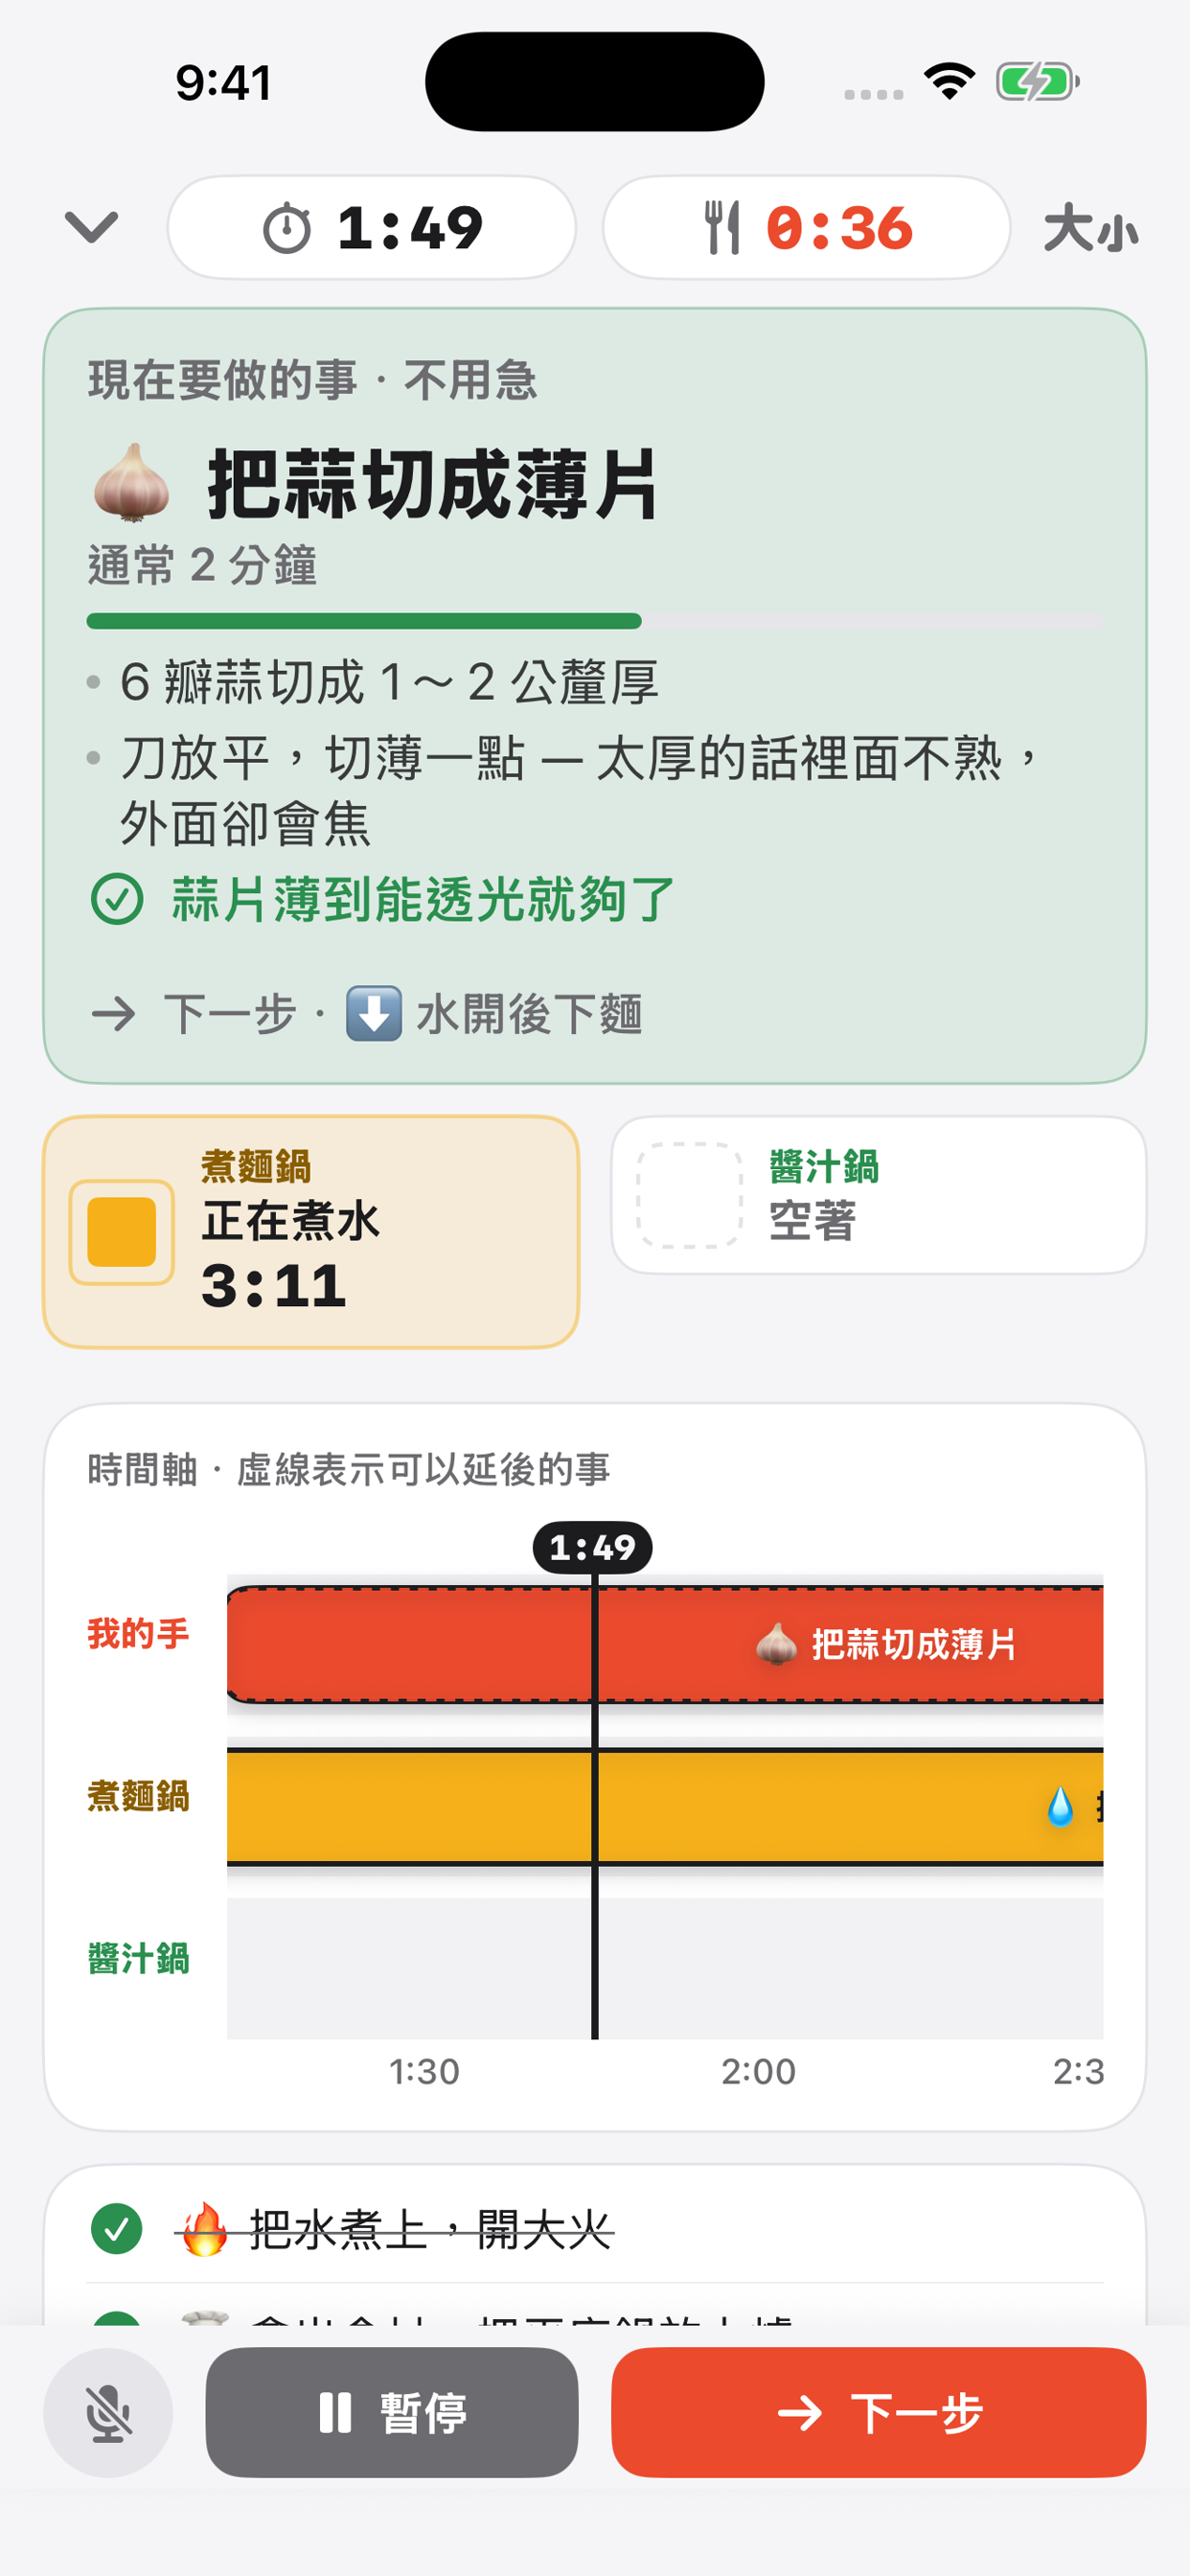 9:41
1:49
0:36
大小
現在要做的事 · 不用急
把蒜切成薄片
通常 2 分鐘
• 6 瓣蒜切成 1～2 公釐厚
• 刀放平，切薄一點 — 太厚的話裡面不熟，
外面卻會焦
蒜片薄到能透光就夠了
→ 下一步 · ⬇️ 水開後下麵
煮麵鍋
正在煮水
3:11
醬汁鍋
空著
時間軸 · 虛線表示可以延後的事
1:49
我的手
把蒜切成薄片
煮麵鍋
醬汁鍋
1:30
2:00
2:3
把水煮上，開大火
暫停
→ 下一步